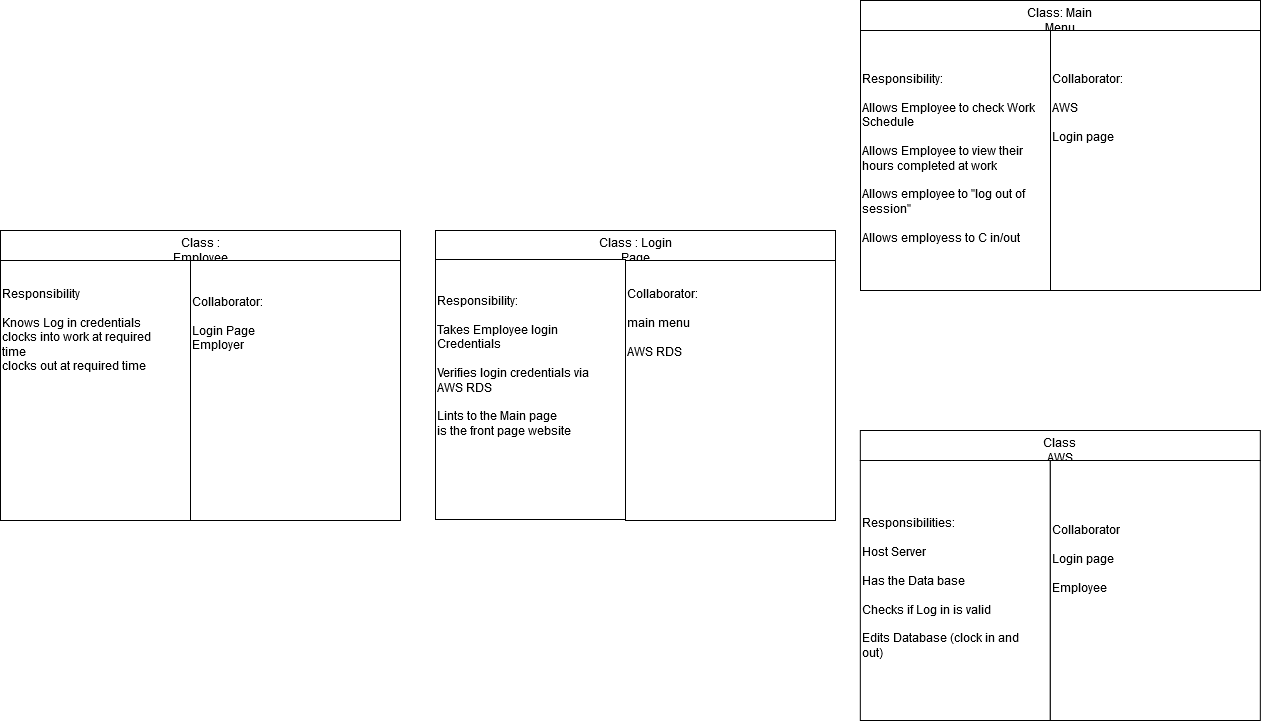 Class: Main
Menu
Responsibility:
Allows Employee to check Work
Schedule
Allows Employee to view their
hours completed at work
Allows employee to "log out of
session"
Allows employess to C in/out
Collaborator:
AWS
Login page
Class :
Employee
Responsibility
Knows Log in credentials
clocks into work at required
time
clocks out at required time
Collaborator:
Login Page
Employer
Class : Login
Page
Responsibility:
Takes Employee login
Credentials
Verifies login credentials via
AWS RDS
Lints to the Main page
is the front page website
Collaborator:
main menu
AWS RDS
Class
AWS
Responsibilities:
Host Server
Has the Data base
Checks if Log in is valid
Edits Database (clock in and
out)
Collaborator
Login page
Employee